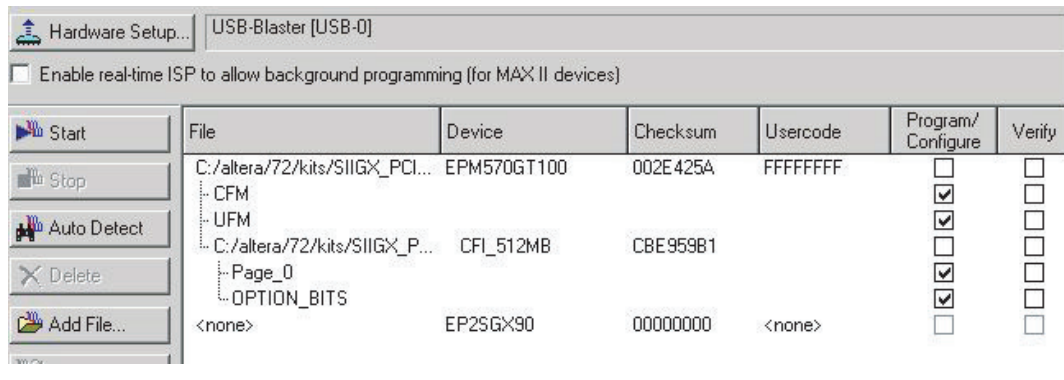 Hardware Setup... USB-Blaster [USB-0]
Enable real-time ISP to allow background programming (for MAX II devices)
Start
Stop
Auto Detect
Delete
Add File...
File Device Checksum Usercode Program/ Configure Verify
C:/altera/72/kits/SIIGX_PCI... EPM570GT100 002E425A FFFFFFFF
CFM
UFM
C:/altera/72/kits/SIIGX_P... CFI_512MB CBE959B1
Page_0
OPTION_BITS
<none> EP2SGX90 00000000 <none>